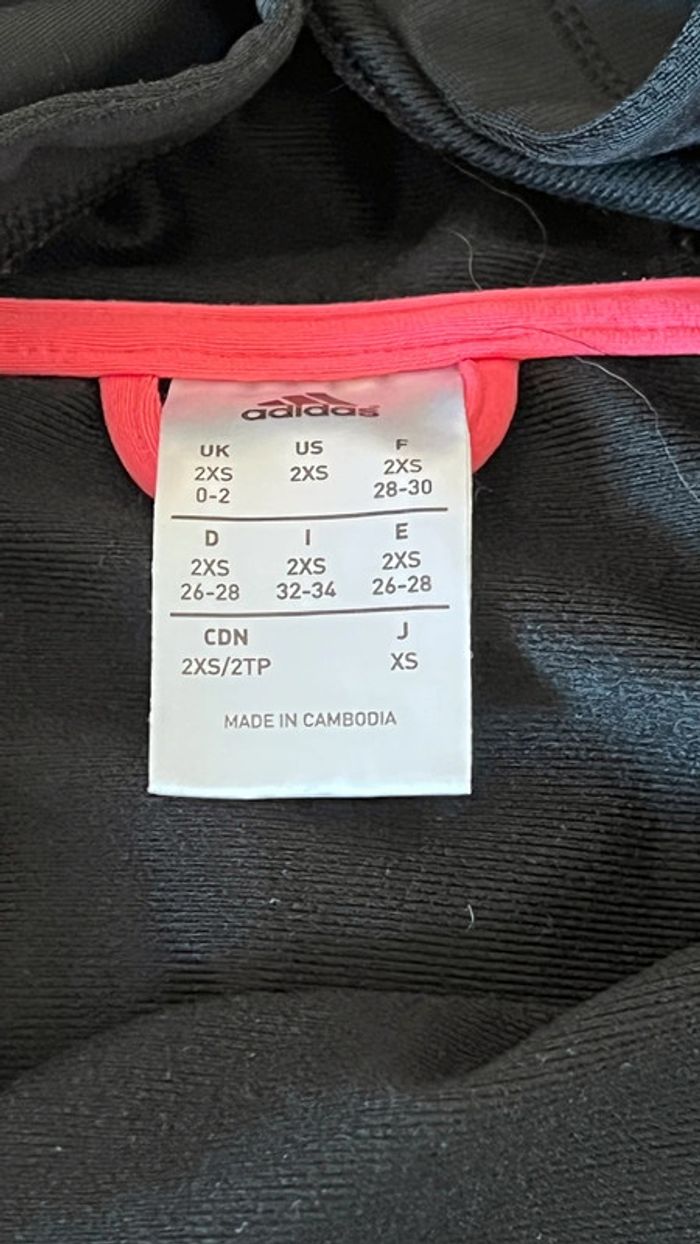 adidas
UK US F
2XS 2XS 2XS
0-2 28-30
D I E
2XS 2XS 2XS
26-28 32-34 26-28
CDN J
2XS/2TP XS
MADE IN CAMBODIA